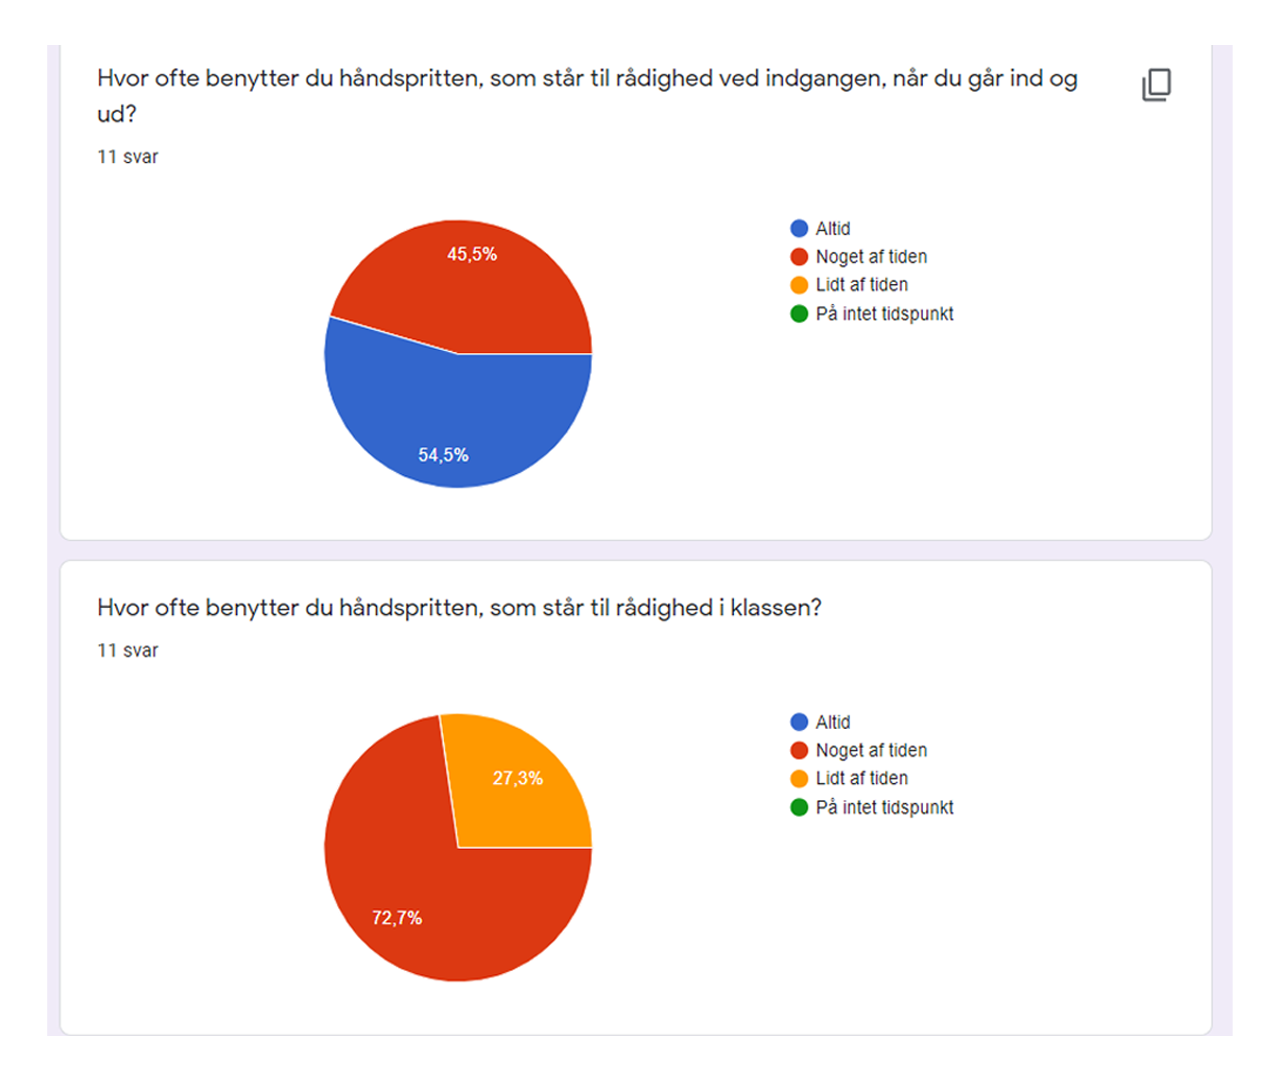 Hvor ofte benytter du håndspritten, som står til rådighed ved indgangen, når du går ind og
ud?
11 svar
45,5%
54,5%
Altid
Noget af tiden
Lidt af tiden
På intet tidspunkt
Hvor ofte benytter du håndspritten, som står til rådighed i klassen?
11 svar
27,3%
72,7%
Altid
Noget af tiden
Lidt af tiden
På intet tidspunkt